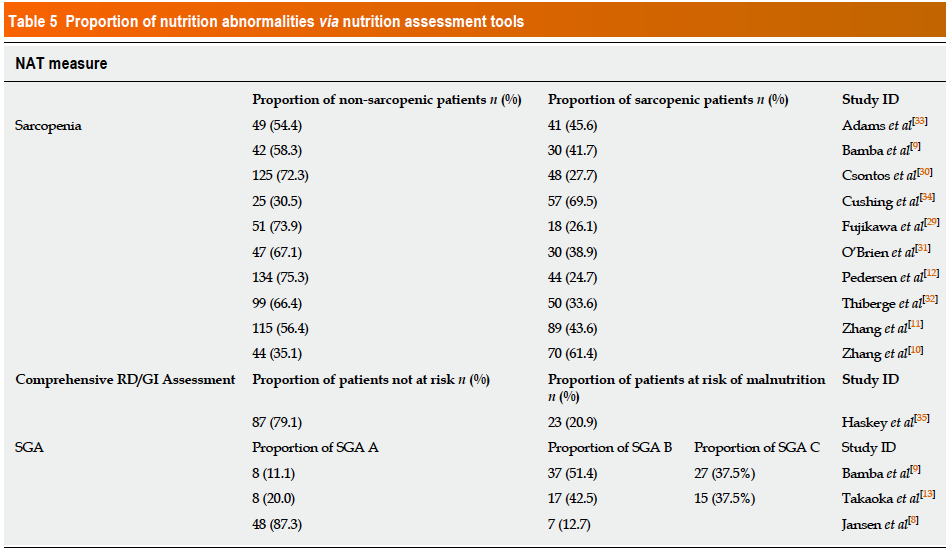 Table 5 Proportion of nutrition abnormalities via nutrition assessment tools
NAT measure
Proportion of non-sarcopenic patients n (%) Proportion of sarcopenic patients n (%) Study ID
Sarcopenia 49 (54.4) 41 (45.6) Adams et al[33]
42 (58.3) 30 (41.7) Bamba et al[9]
125 (72.3) 48 (27.7) Csontos et al[30]
25 (30.5) 57 (69.5) Cushing et al[34]
51 (73.9) 18 (26.1) Fujikawa et al[29]
47 (67.1) 30 (38.9) O'Brien et al[31]
134 (75.3) 44 (24.7) Pedersen et al[12]
99 (66.4) 50 (33.6) Thiberge et al[32]
115 (56.4) 89 (43.6) Zhang et al[11]
44 (35.1) 70 (61.4) Zhang et al[10]
Comprehensive RD/GI Assessment Proportion of patients not at risk n (%) Proportion of patients at risk of malnutrition Study ID
n (%)
87 (79.1) 23 (20.9) Haskey et al[35]
SGA Proportion of SGA A Proportion of SGA B Proportion of SGA C Study ID
8 (11.1) 37 (51.4) 27 (37.5%) Bamba et al[9]
8 (20.0) 17 (42.5) 15 (37.5%) Takaoka et al[13]
48 (87.3) 7 (12.7) Jansen et al[8]